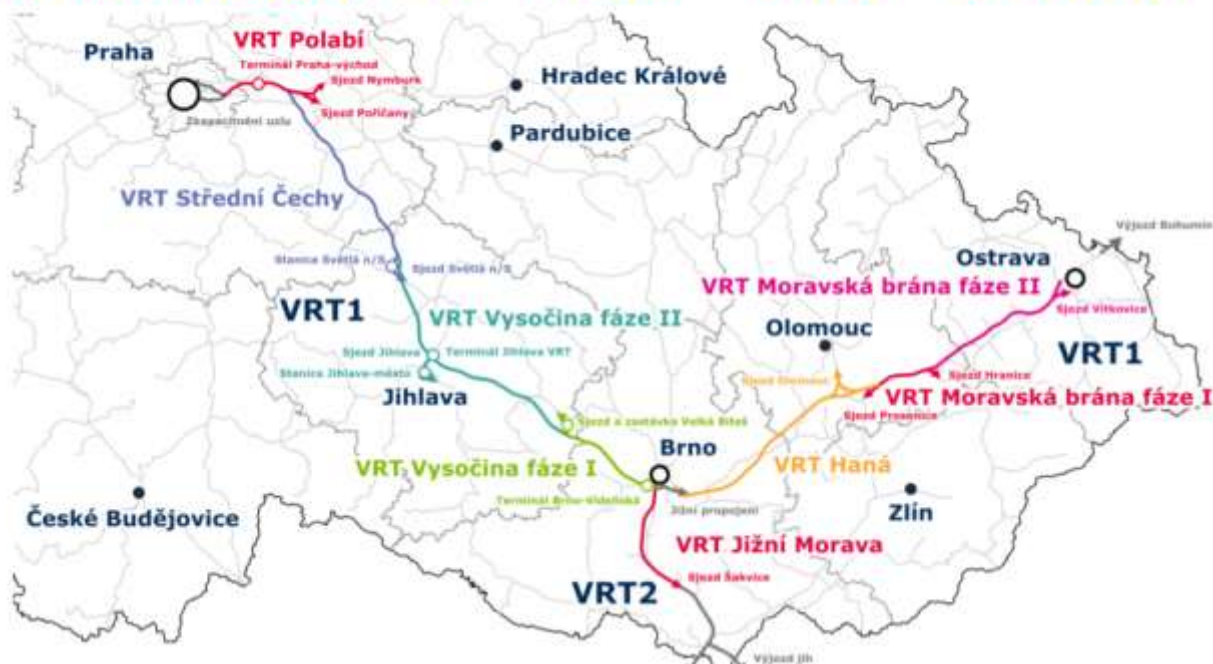 VRT Polabí
Praha
Terminál Praha-východ
Sjezd Nymburk
Hradec Králové
Sjezd Poříčany
Zkapacitnění uzlu
Pardubice
VRT Střední Čechy
Výjezd Bohumín
Stanice Světlá n/S
Sjezd Světlá n/S
Ostrava
VRT Moravská brána fáze II
VRT1
VRT Vysočina fáze II
Sjezd Vítkovice
Olomouc
Sjezd Jihlava
Terminál Jihlava VRT
VRT1
Stanice Jihlava-město
Sjezd Hranice
Sjezd Olomouc
Jihlava
VRT Moravská brána fáze I
Sjezd Prosenice
Sjezd a zastávka Velká Bíteš
Brno
VRT Vysočina fáze I
VRT Haná
Terminál Brno-Vídeňská
Jižní propojení
České Budějovice
Zlín
VRT Jižní Morava
Sjezd Šakvice
VRT2
Výjezd jih